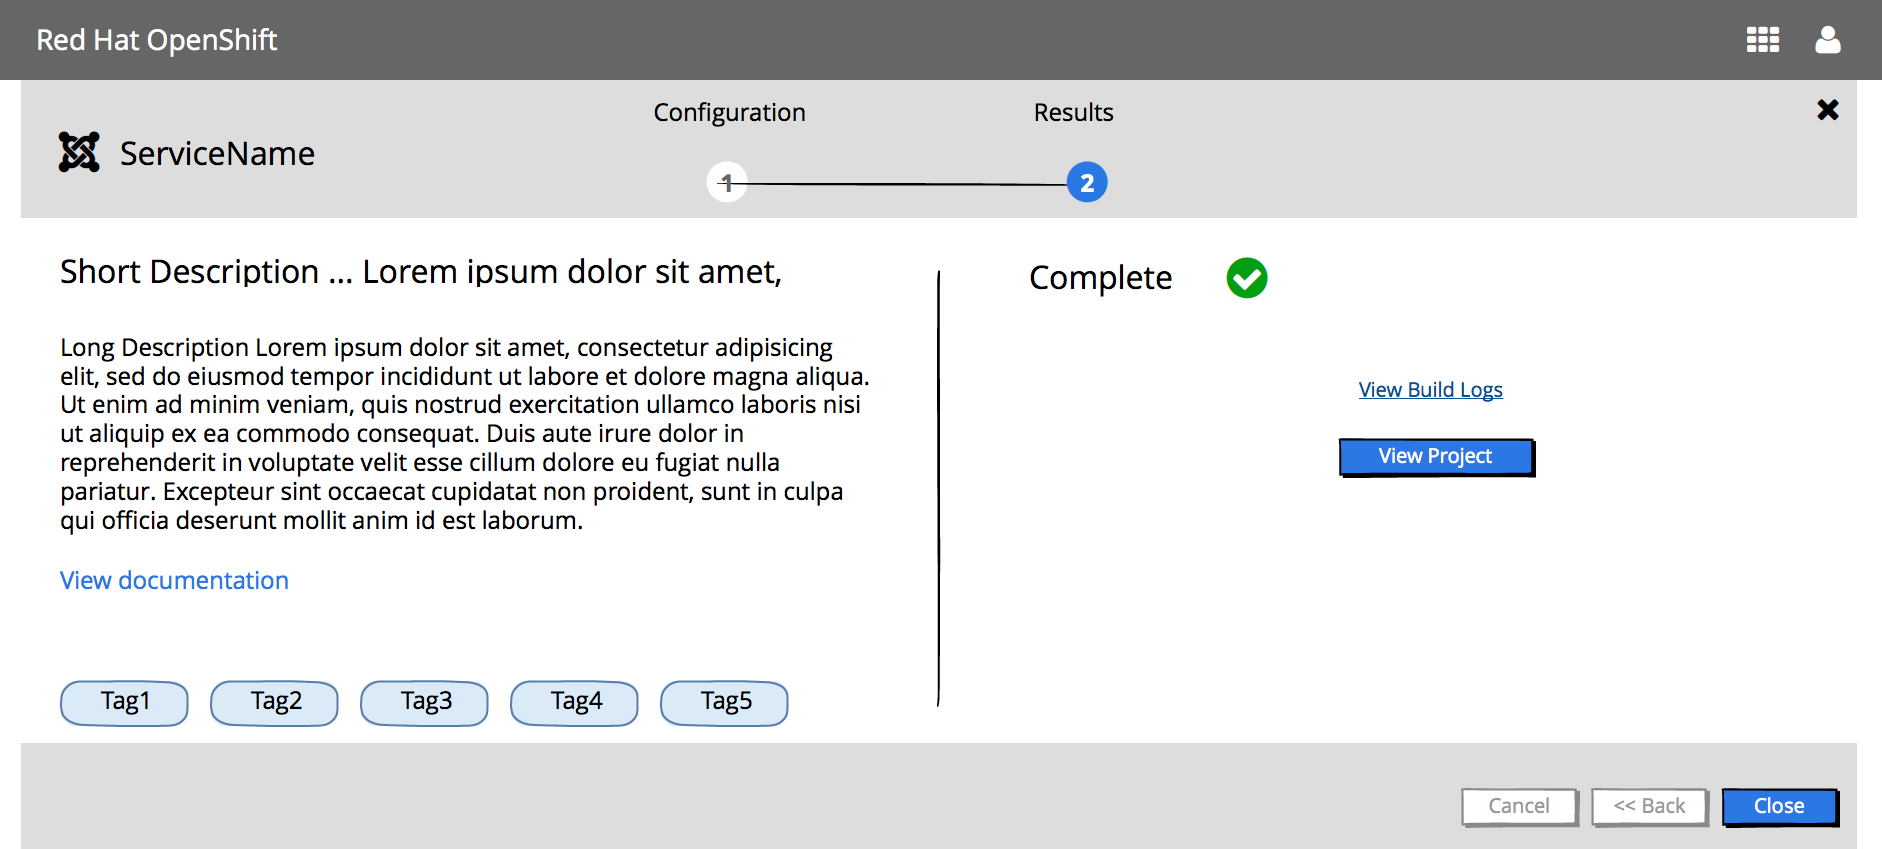 Red Hat OpenShift
Configuration
Results
ServiceName
1
2
Short Description ... Lorem ipsum dolor sit amet,
Long Description Lorem ipsum dolor sit amet, consectetur adipisicing
elit, sed do eiusmod tempor incididunt ut labore et dolore magna aliqua.
Ut enim ad minim veniam, quis nostrud exercitation ullamco laboris nisi
ut aliquip ex ea commodo consequat. Duis aute irure dolor in
reprehenderit in voluptate velit esse cillum dolore eu fugiat nulla
pariatur. Excepteur sint occaecat cupidatat non proident, sunt in culpa
qui officia deserunt mollit anim id est laborum.
View documentation
Tag1
Tag2
Tag3
Tag4
Tag5
Complete
View Build Logs
View Project
Cancel
<< Back
Close